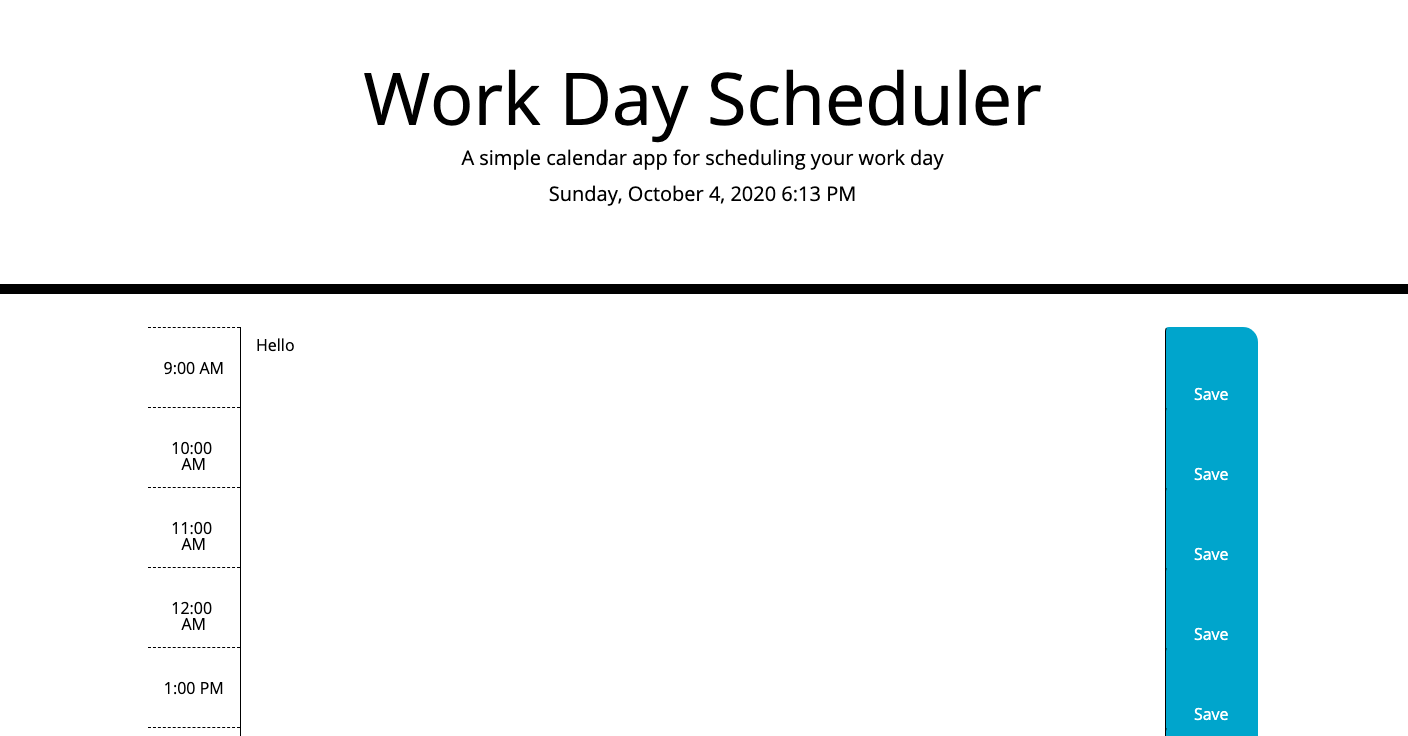 Work Day Scheduler
A simple calendar app for scheduling your work day
Sunday, October 4, 2020 6:13 PM
9:00 AM
Hello
Save
10:00
AM
Save
11:00
AM
Save
12:00
AM
Save
1:00 PM
Save